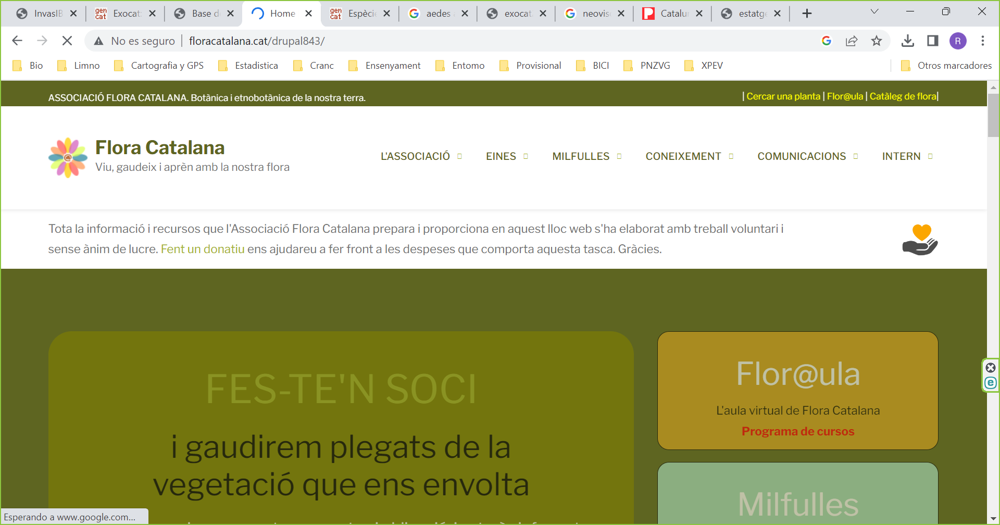 InvasIB
Exocat
Base d
Home
Espècie
aedes a
exocat
neovisc
Catalun
estatge
No es seguro
floracatalana.cat/drupal843/
R
Bio
Limno
Cartografia y GPS
Estadistica
Cranc
Ensenyament
Entomo
Provisional
BICI
PNZVG
XPEV
Otros marcadores
ASSOCIACIÓ FLORA CATALANA. Botànica i etnobotànica de la nostra terra.
| Cercar una planta | Flor@ula | Catàleg de flora|
Flora Catalana
Viu, gaudeix i aprèn amb la nostra flora
L'ASSOCIACIÓ
EINES
MILFULLES
CONEIXEMENT
COMUNICACIONS
INTERN
Tota la informació i recursos que l'Associació Flora Catalana prepara i proporciona en aquest lloc web s'ha elaborat amb treball voluntari i
sense ànim de lucre. Fent un donatiu ens ajudareu a fer front a les despeses que comporta aquesta tasca. Gràcies.
FES-TE'N SOCI
i gaudirem plegats de la
vegetació que ens envolta
Flor@ula
L'aula virtual de Flora Catalana
Programa de cursos
Milfulles
Esperando a www.google.com...